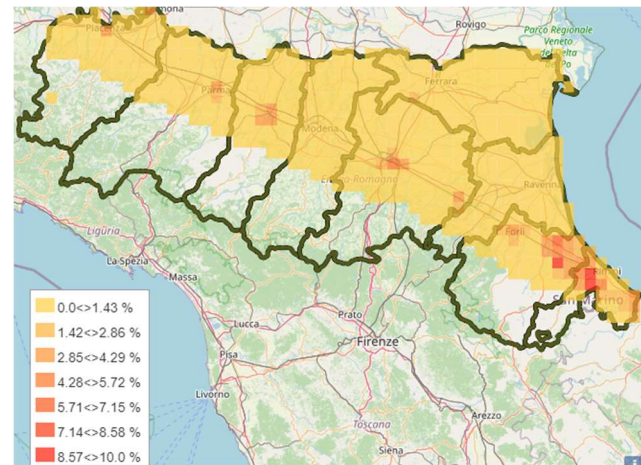 Rovigo
Parco Regionale
Veneto
del Delta
Po
Piacenza
Parma
Ferrara
Modena
Emilia-Romagna
Ravenna
Forlì
Rimini
San Marino
Liguria
La Spezia
Massa
Lucca
Prato
Pisa
Firenze
Livorno
Toscana
Arezzo
Siena
0.0<>1.43 %
1.42<>2.86 %
2.85<>4.29 %
4.28<>5.72 %
5.71<>7.15 %
7.14<>8.58 %
8.57<>10.0 %